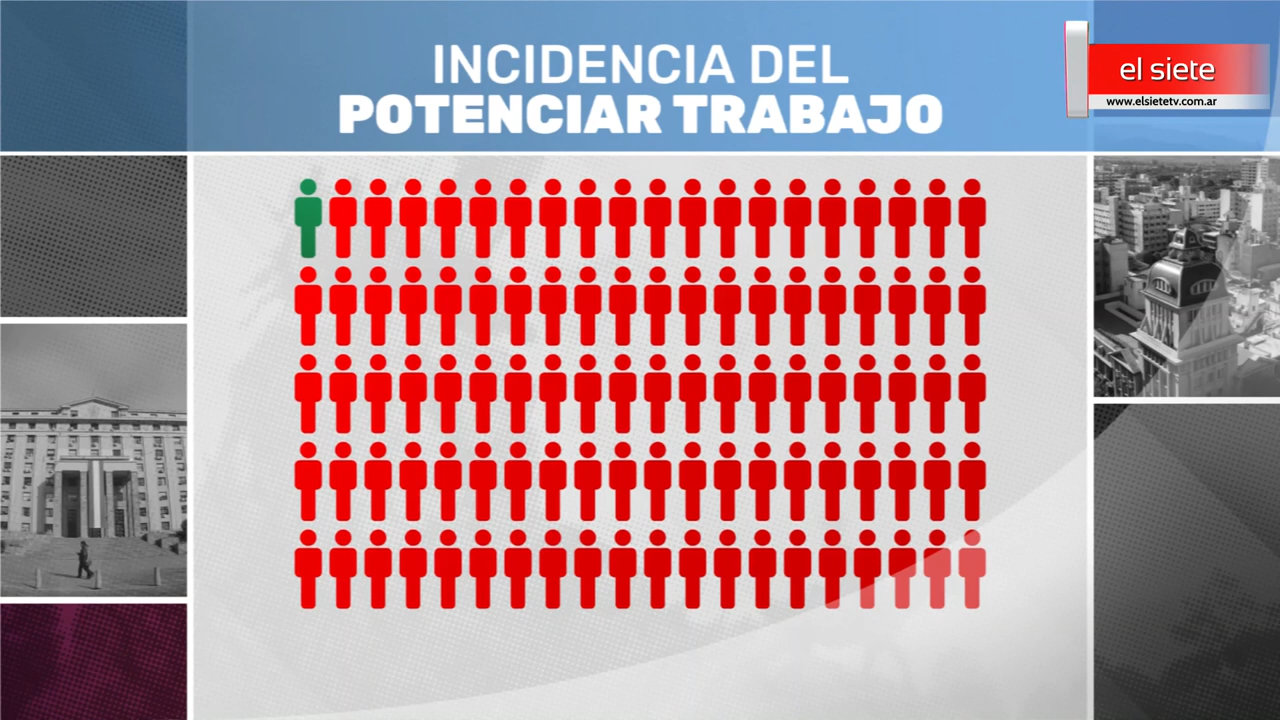 INCIDENCIA DEL
POTENCIAR TRABAJO
el siete
www.elsietetv.com.ar